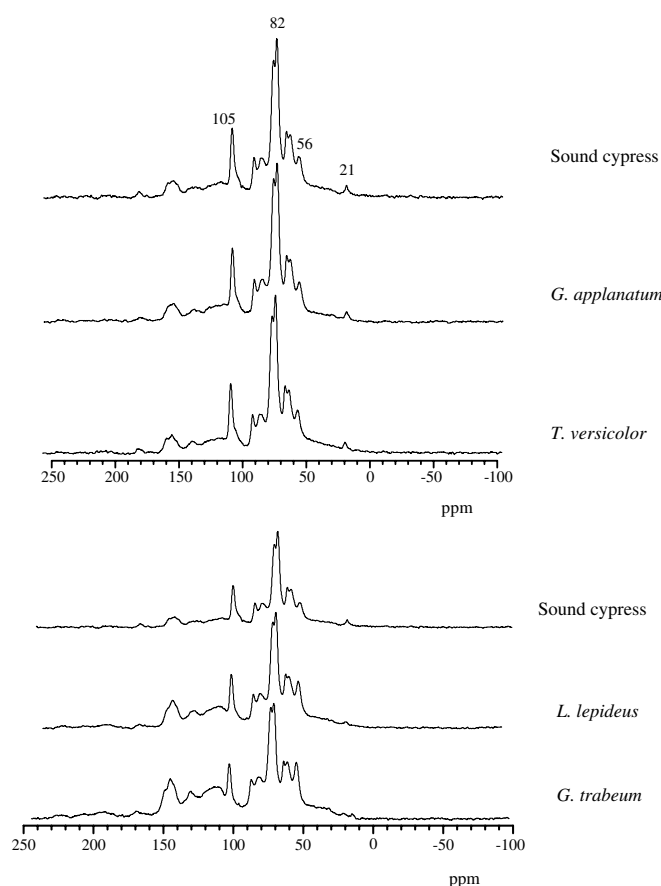 82
105
56
21
Sound cypress
G. applanatum
T. versicolor
250 200 150 100 50 0 -50 -100
ppm
Sound cypress
L. lepideus
G. trabeum
250 200 150 100 50 0 -50 -100
ppm